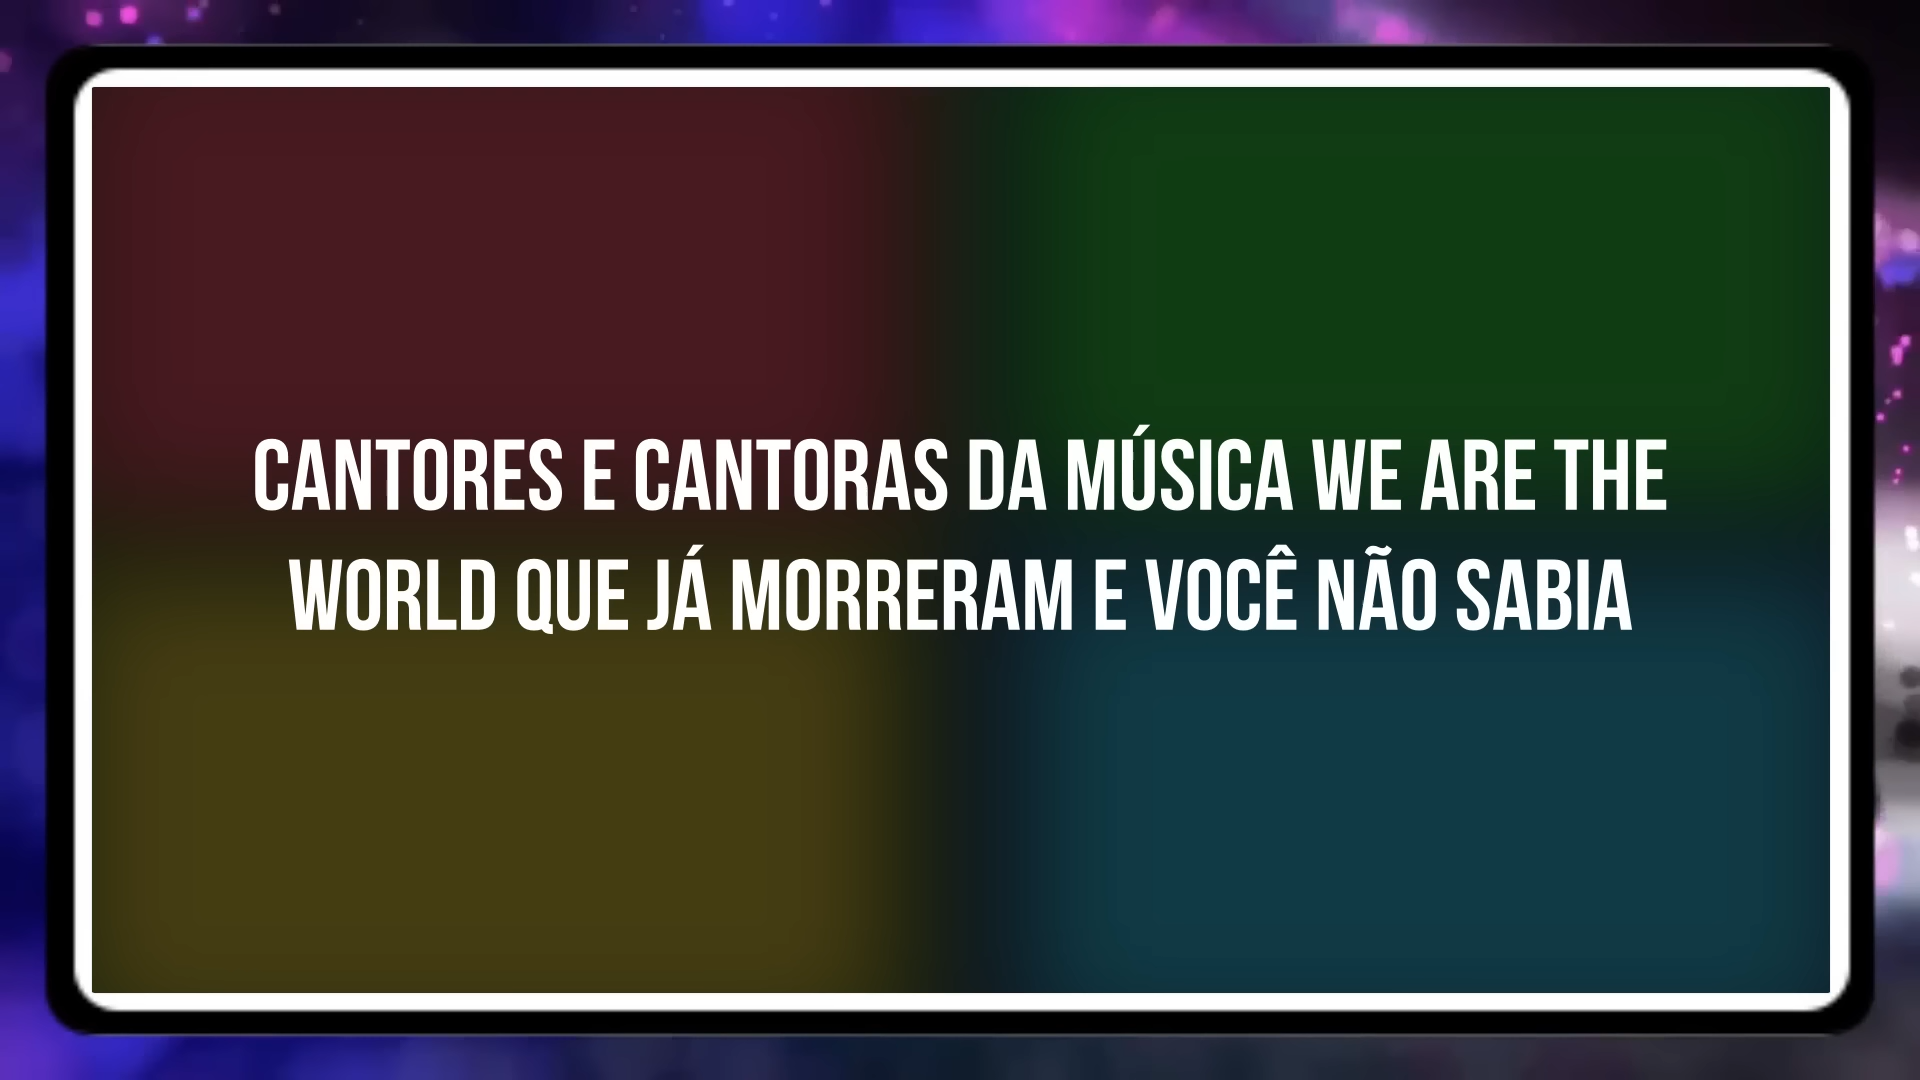 CANTORES E CANTORAS DA MÚSICA WE ARE THE
WORLD QUE JÁ MORRERAM E VOCÊ NÃO SABIA